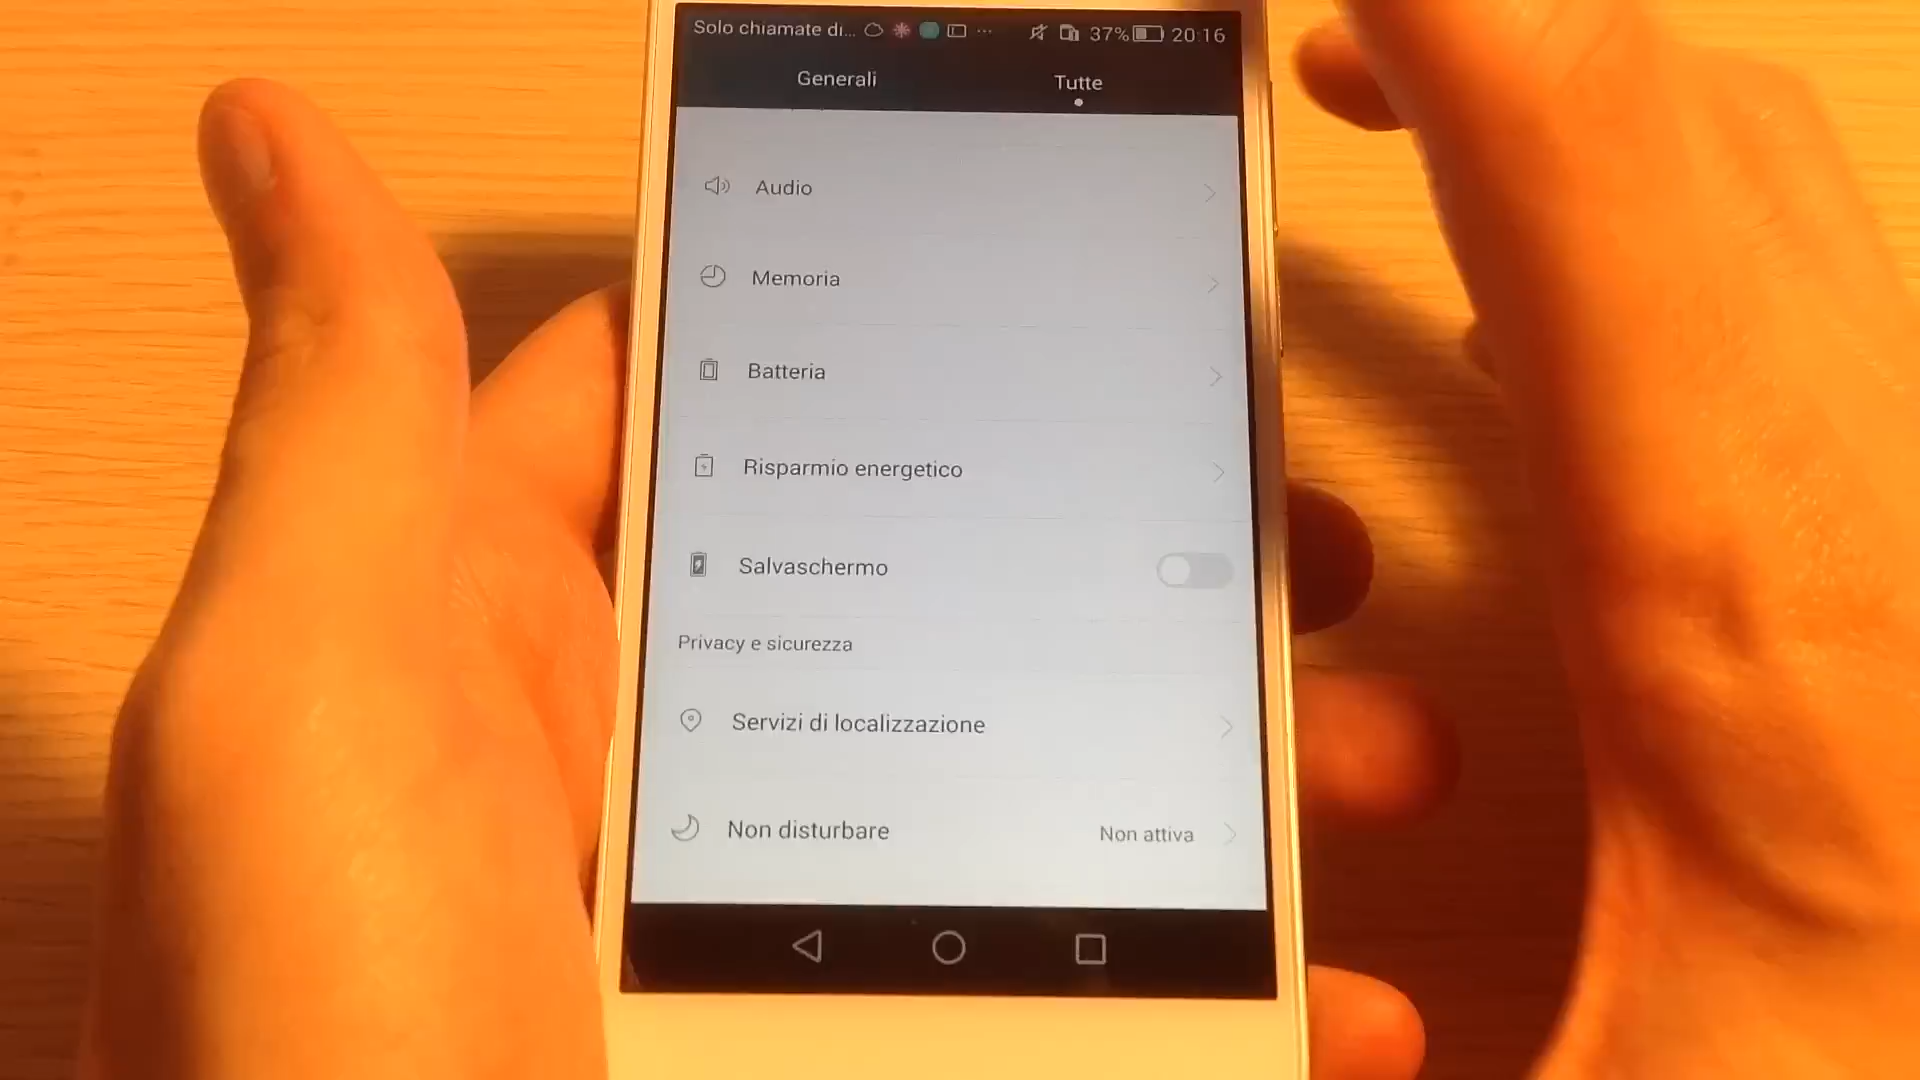 Solo chiamate di... 37% 20:16
Generali Tutte
Audio
Memoria
Batteria
Risparmio energetico
Salvaschermo
Privacy e sicurezza
Servizi di localizzazione
Non disturbare Non attiva